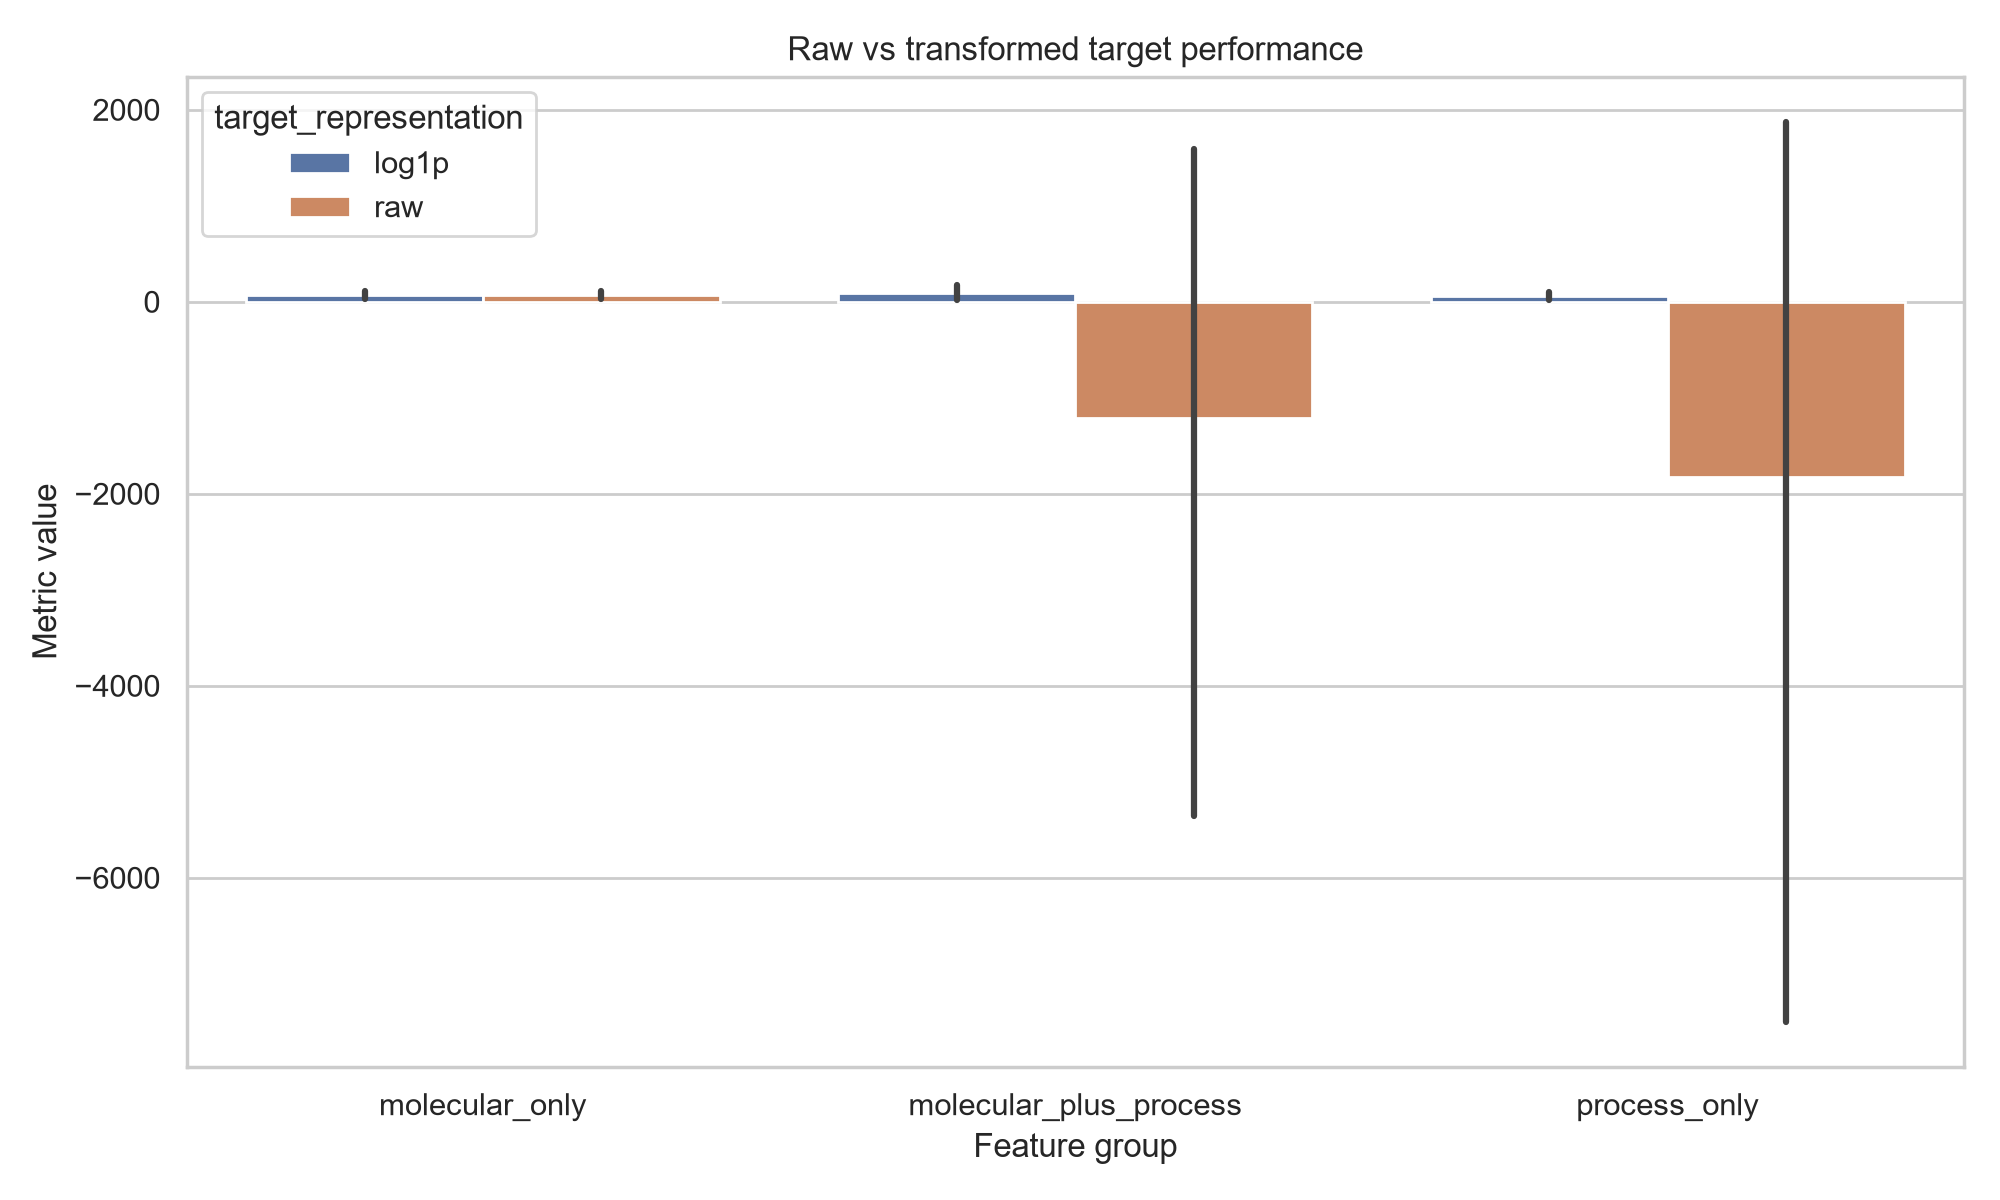 Raw vs transformed target performance
target_representation
log1p
raw
2000
0
−2000
−4000
−6000
Metric value
molecular_only
molecular_plus_process
process_only
Feature group